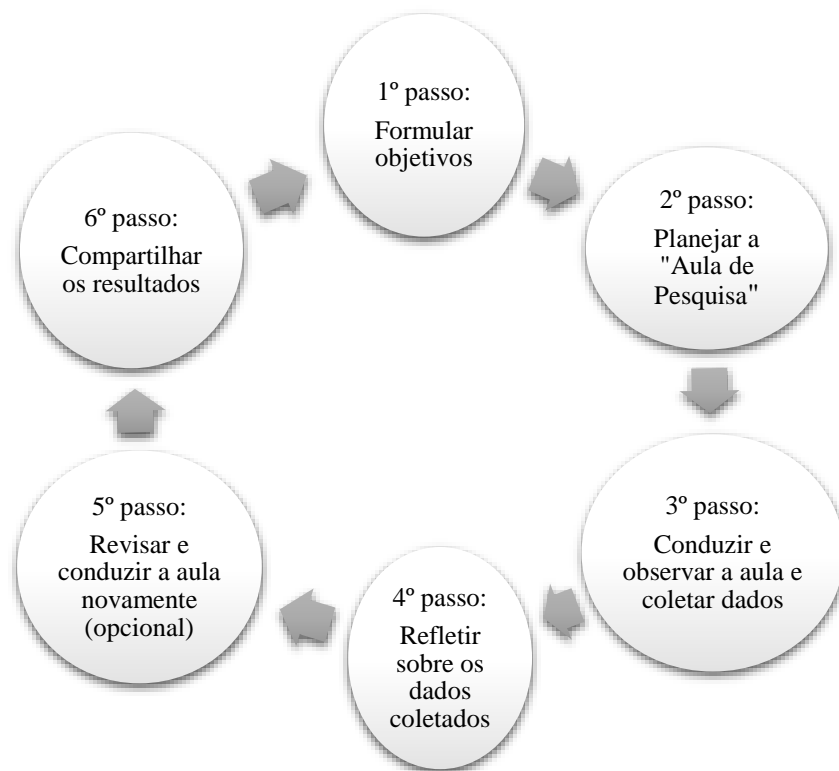 1º passo:
Formular
objetivos
2º passo:
Planejar a
"Aula de
Pesquisa"
3º passo:
Conduzir e
observar a aula e
coletar dados
4º passo:
Refletir
sobre os
dados
coletados
5º passo:
Revisar e
conduzir a aula
novamente
(opcional)
6º passo:
Compartilhar
os resultados